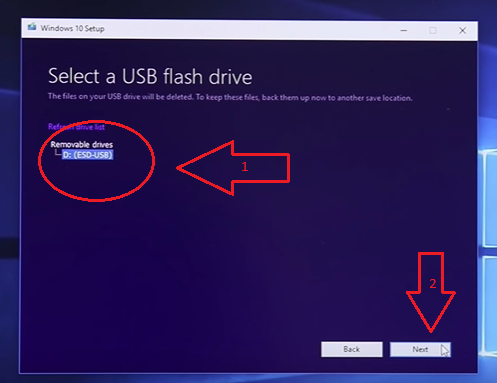 Windows 10 Setup
Select a USB flash drive
The files on your USB drive will be deleted. To keep these files, back them up now to another save location.
Refresh drive list
Removable drives
D: (ESD-USB)
1
2
Back
Next